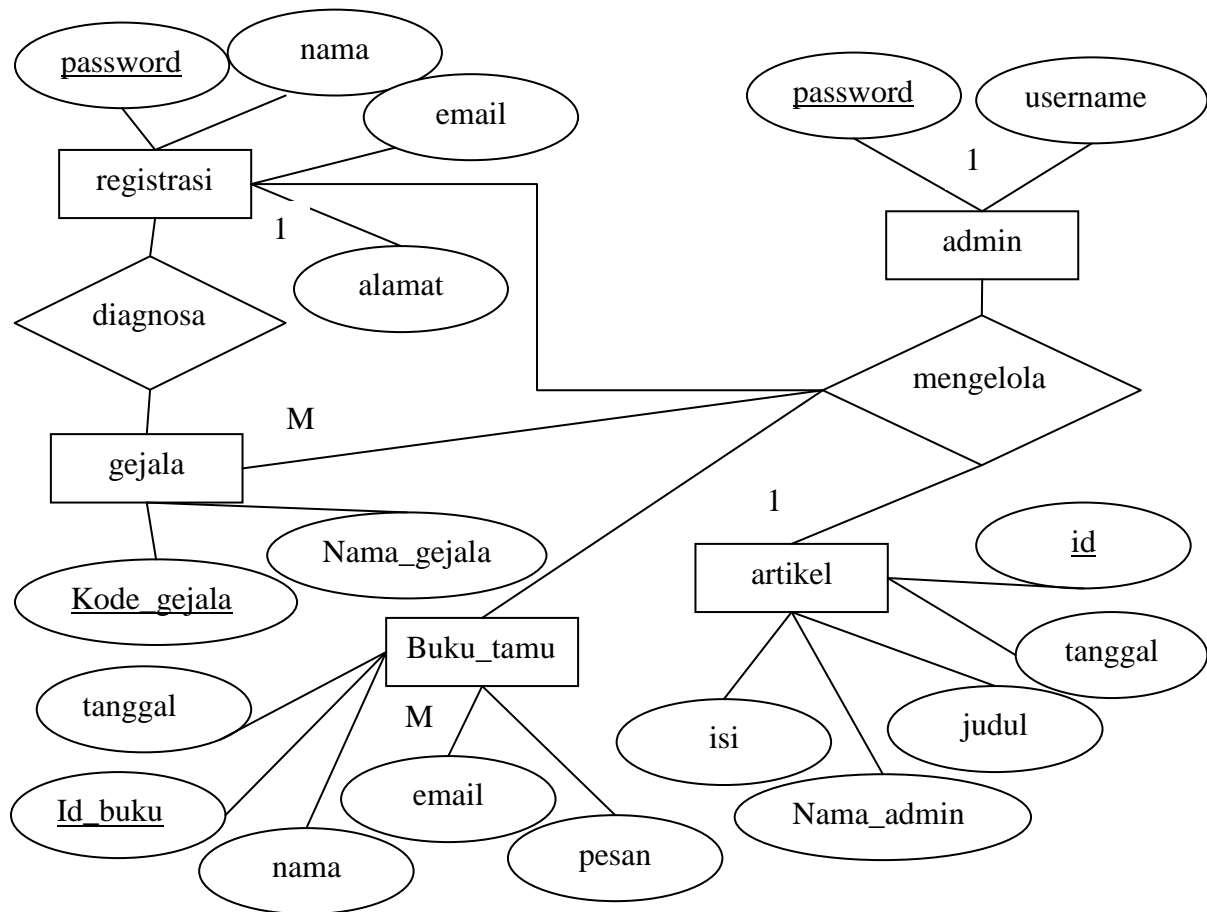 nama
password
email
password
username
1
registrasi
1
admin
alamat
diagnosa
mengelola
M
gejala
1
Nama_gejala
id
artikel
Kode_gejala
Buku_tamu
tanggal
tanggal
M
isi
judul
Id_buku
email
Nama_admin
nama
pesan